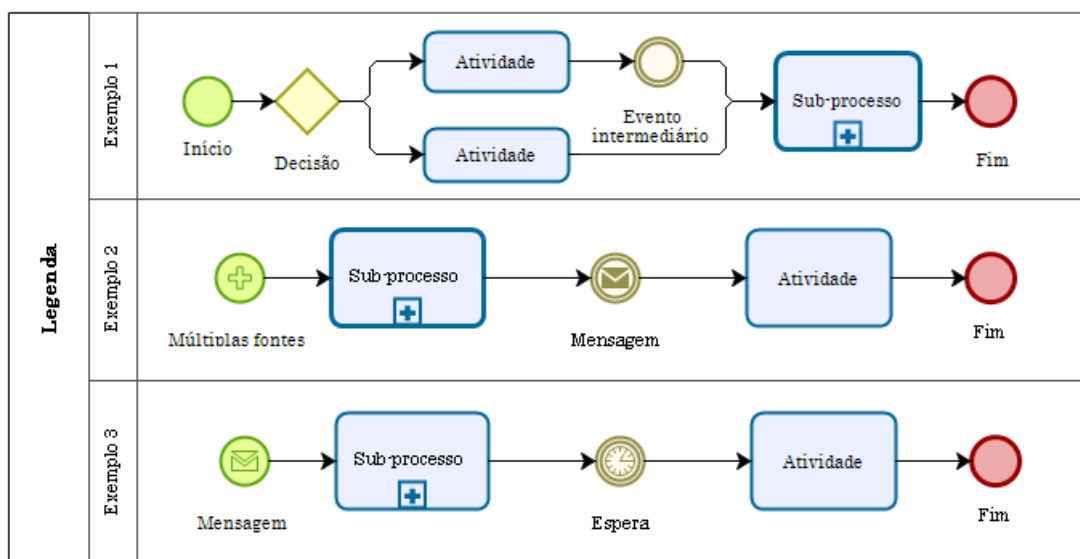 Legenda
Exemplo 1
Início
Decisão
Atividade
Atividade
Evento
intermediário
Sub-processo
Fim
Exemplo 2
Múltiplas fontes
Sub-processo
Mensagem
Atividade
Fim
Exemplo 3
Mensagem
Sub-processo
Espera
Atividade
Fim